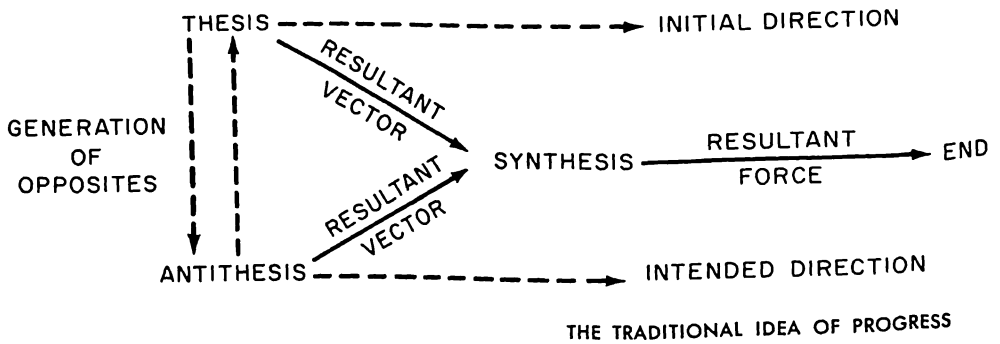 THESIS
INITIAL DIRECTION
RESULTANT
VECTOR
GENERATION
OF
OPPOSITES
SYNTHESIS
RESULTANT
FORCE
END
RESULTANT
VECTOR
ANTITHESIS
INTENDED DIRECTION
THE TRADITIONAL IDEA OF PROGRESS